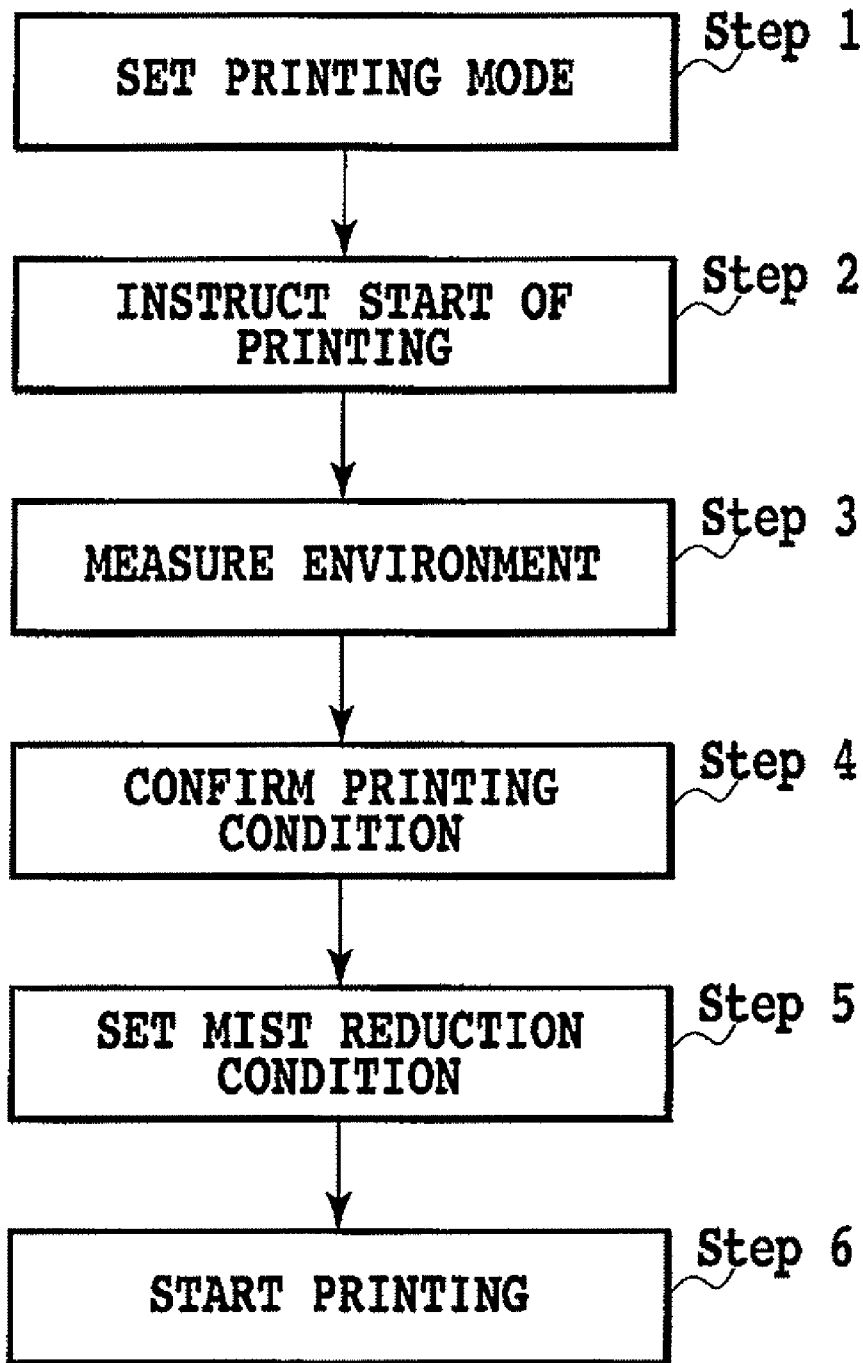 Step 1
SET PRINTING MODE
Step 2
INSTRUCT START OF
PRINTING
Step 3
MEASURE ENVIRONMENT
Step 4
CONFIRM PRINTING
CONDITION
Step 5
SET MIST REDUCTION
CONDITION
Step 6
START PRINTING